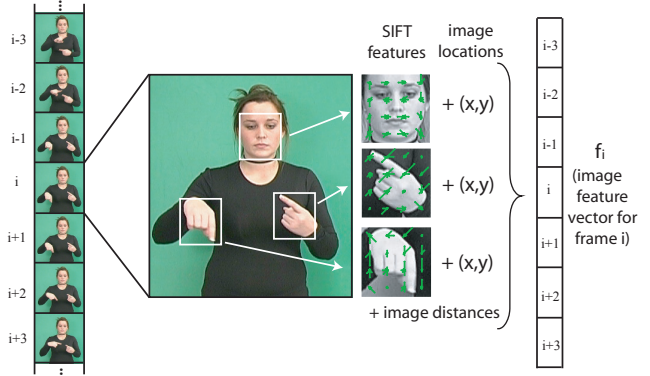 i-3
i-2
i-1
i
i+1
i+2
i+3
SIFT
features
image
locations
+ (x,y)
+ (x,y)
+ (x,y)
+ image distances
i-3
i-2
i-1
i
i+1
i+2
i+3
fi
(image
feature
vector for
frame i)